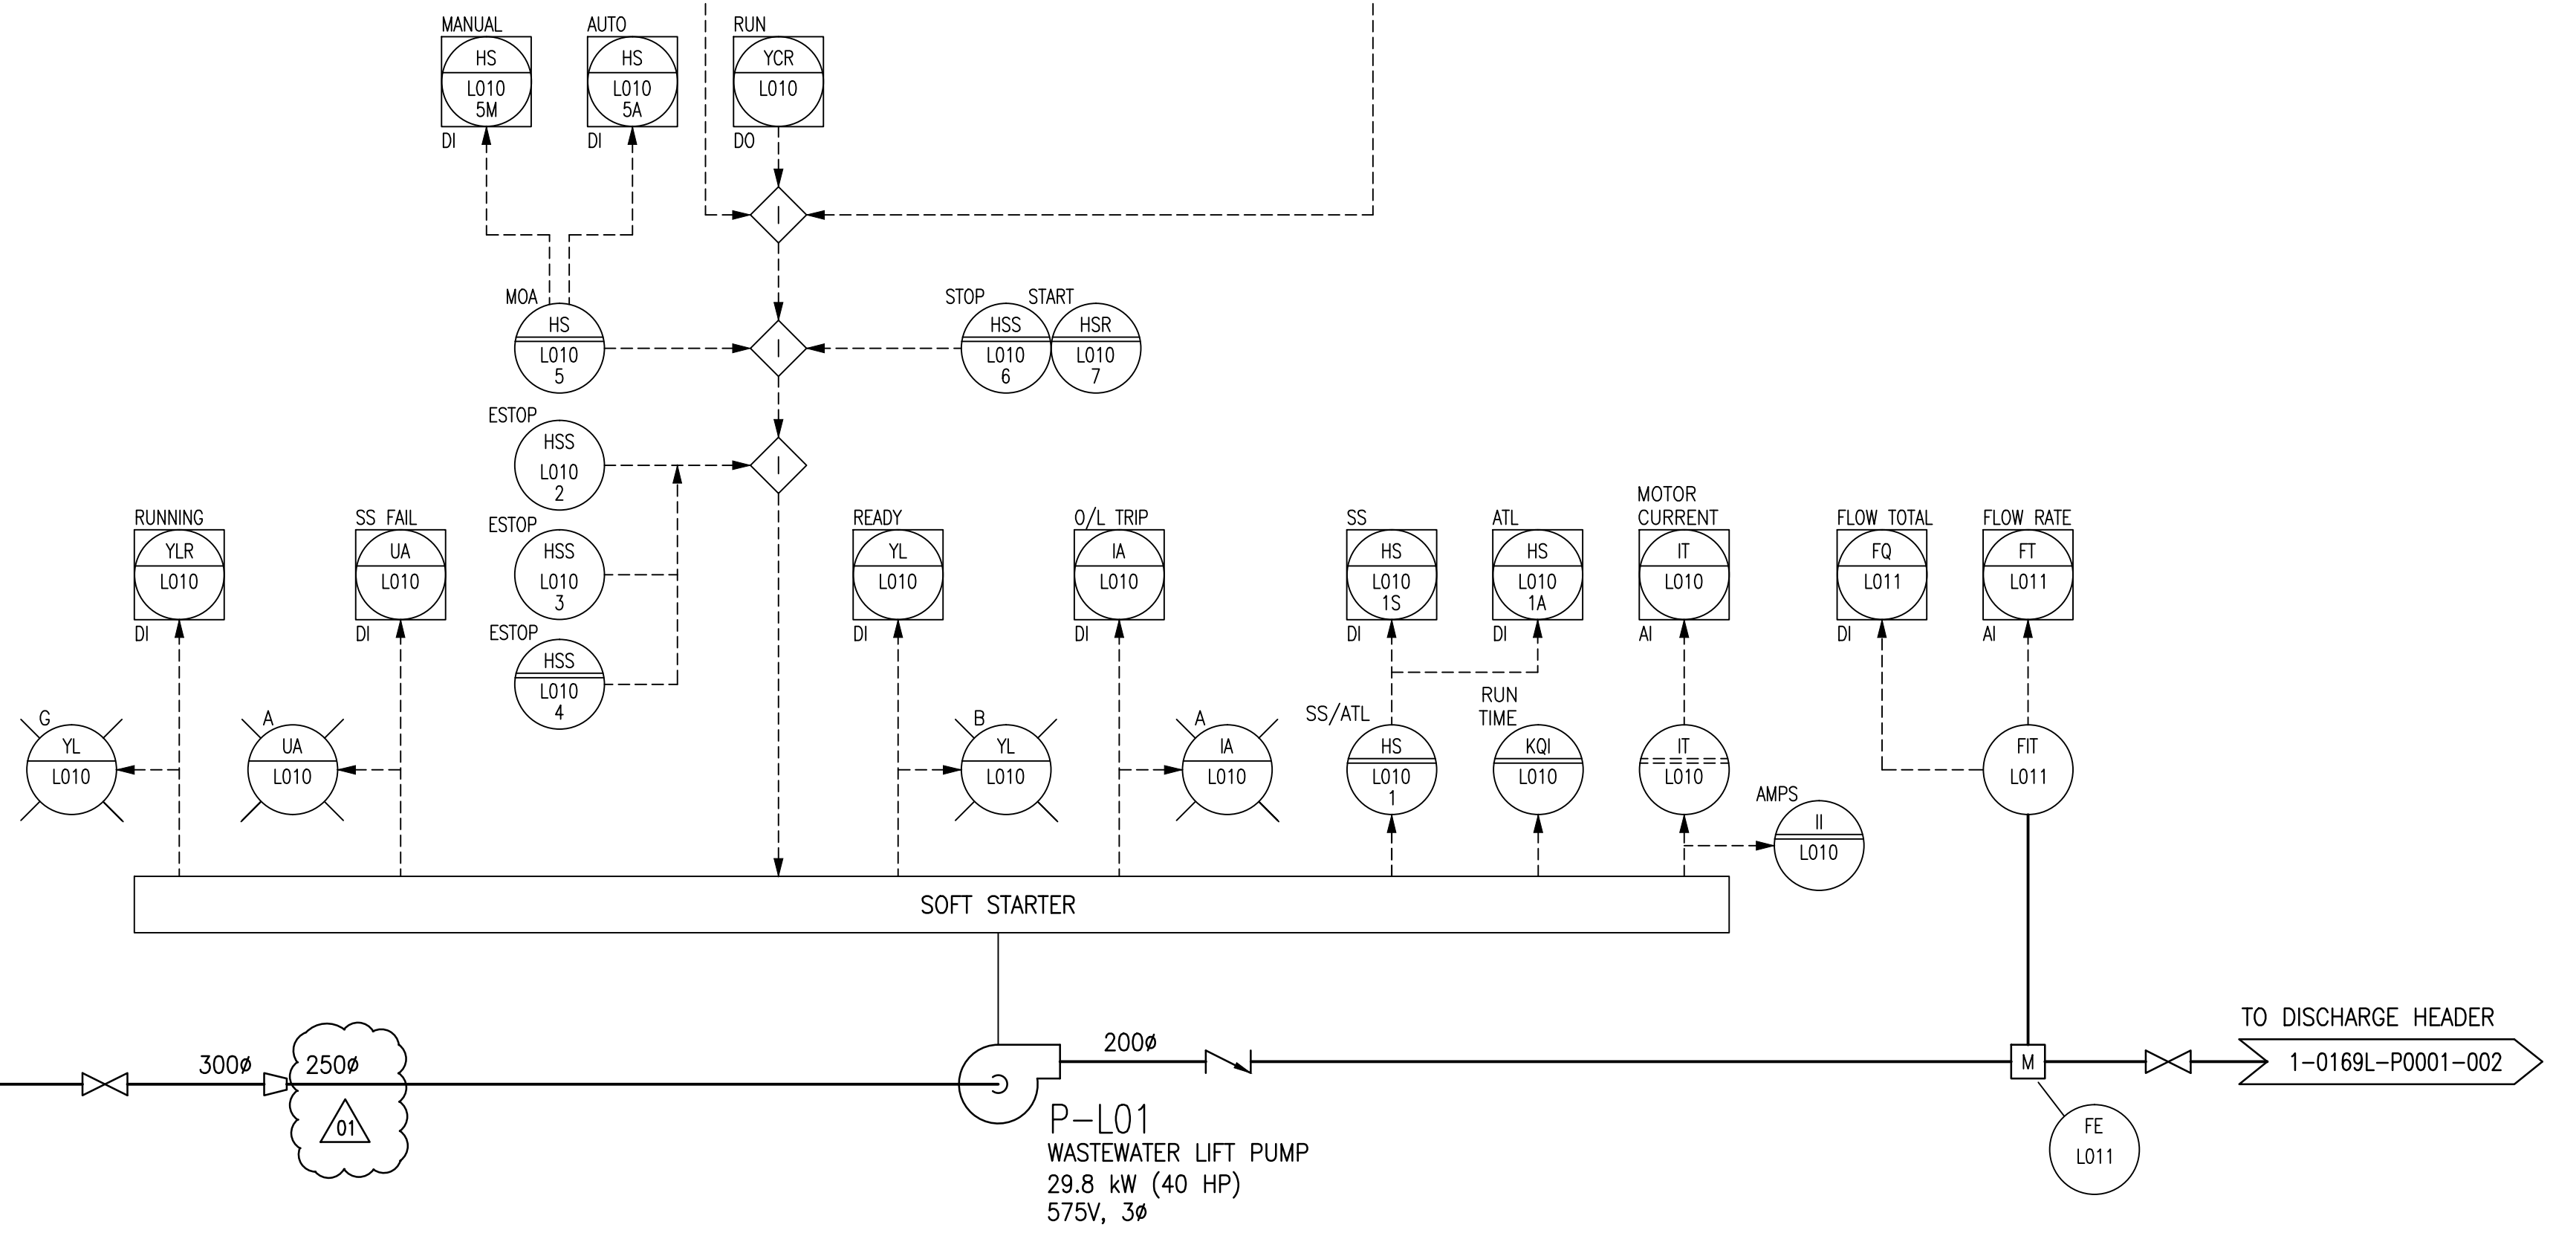 MANUAL
HS
L010
5M
DI
AUTO
HS
L010
5A
DI
RUN
YCR
L010
DO
I
MOA
HS
L010
5
I
STOP
HSS
L010
6
START
HSR
L010
7
ESTOP
HSS
L010
2
I
ESTOP
HSS
L010
3
ESTOP
HSS
L010
4
RUNNING
YLR
L010
DI
SS FAIL
UA
L010
DI
READY
YL
L010
DI
O/L TRIP
IA
L010
DI
SS
HS
L010
1S
DI
ATL
HS
L010
1A
DI
MOTOR
CURRENT
IT
L010
AI
FLOW TOTAL
FQ
L011
DI
FLOW RATE
FT
L011
AI
G
YL
L010
A
UA
L010
B
YL
L010
A
IA
L010
SS/ATL
HS
L010
1
RUN
TIME
KQI
L010
IT
L010
AMPS
II
L010
FIT
L011
SOFT STARTER
300ø
250ø
01
200ø
P-L01
WASTEWATER LIFT PUMP
29.8 kW (40 HP)
575V, 3ø
M
FE
L011
TO DISCHARGE HEADER
1-0169L-P0001-002